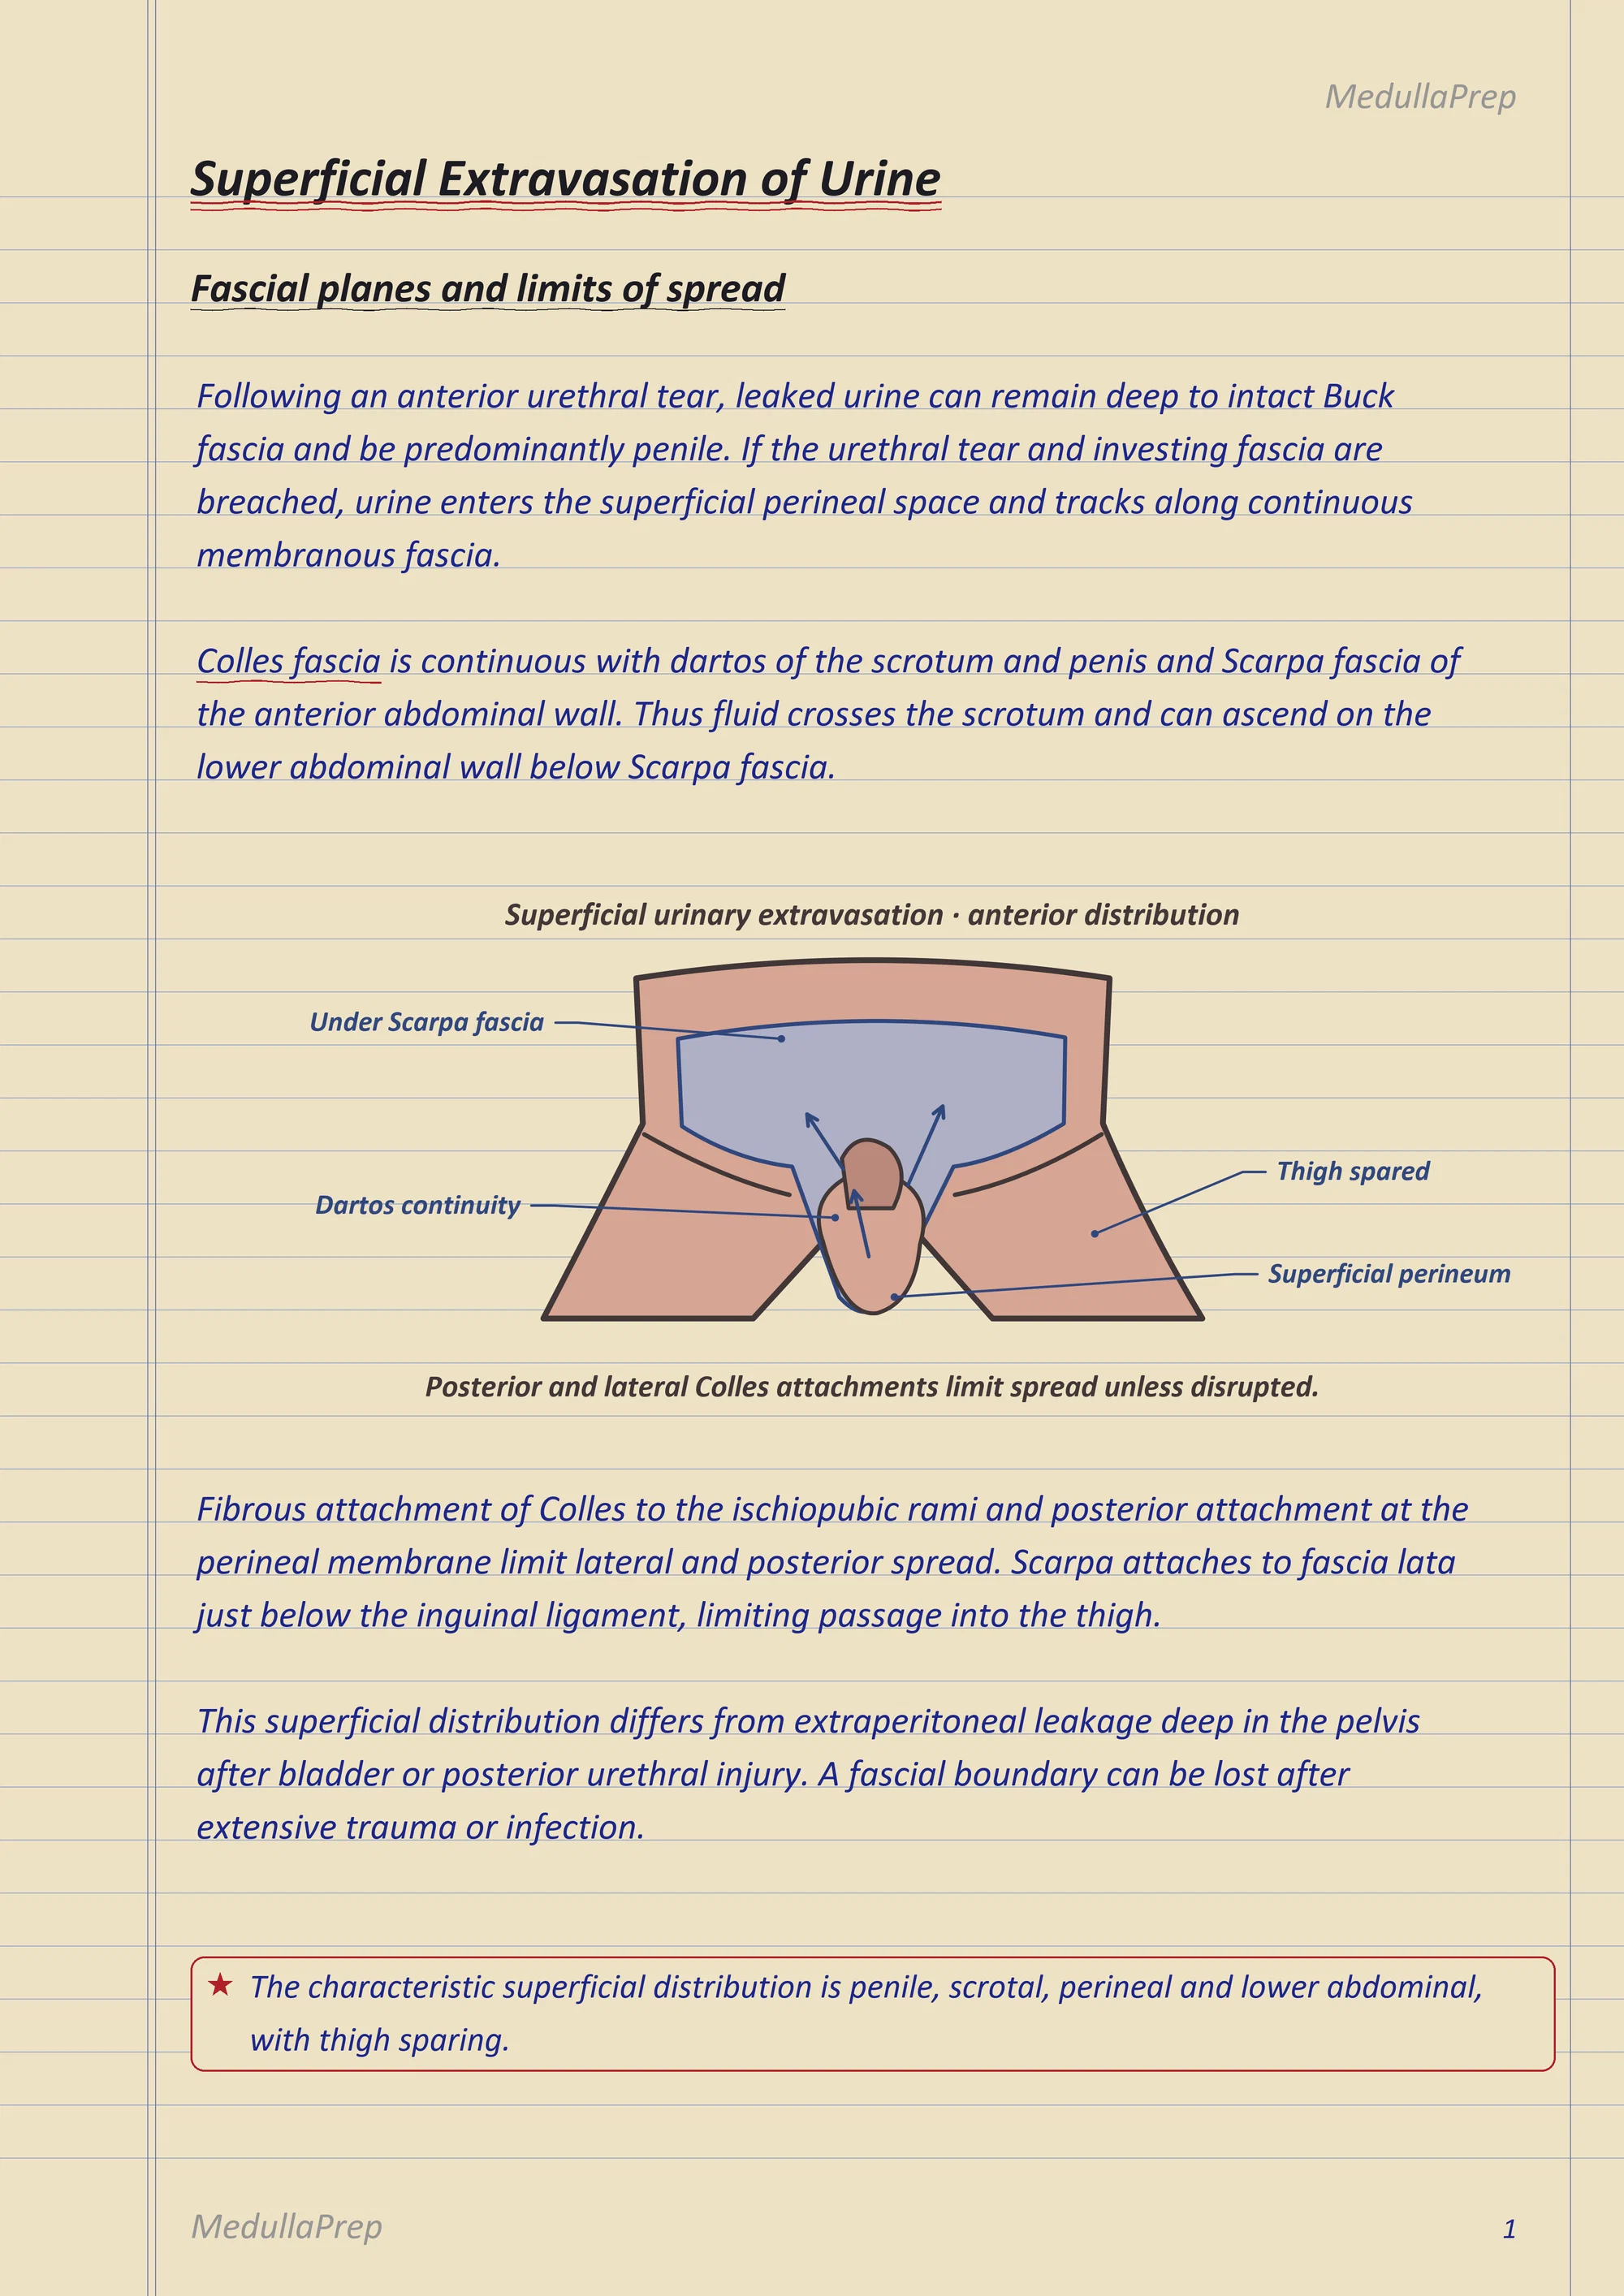 MedullaPrep
Superficial Extravasation of Urine
Fascial planes and limits of spread
Following an anterior urethral tear, leaked urine can remain deep to intact Buck
fascia and be predominantly penile. If the urethral tear and investing fascia are
breached, urine enters the superficial perineal space and tracks along continuous
membranous fascia.
Colles fascia is continuous with dartos of the scrotum and penis and Scarpa fascia of
the anterior abdominal wall. Thus fluid crosses the scrotum and can ascend on the
lower abdominal wall below Scarpa fascia.
Superficial urinary extravasation · anterior distribution
Under Scarpa fascia
Thigh spared
Dartos continuity
Superficial perineum
Posterior and lateral Colles attachments limit spread unless disrupted.
Fibrous attachment of Colles to the ischiopubic rami and posterior attachment at the
perineal membrane limit lateral and posterior spread. Scarpa attaches to fascia lata
just below the inguinal ligament, limiting passage into the thigh.
This superficial distribution differs from extraperitoneal leakage deep in the pelvis
after bladder or posterior urethral injury. A fascial boundary can be lost after
extensive trauma or infection.
★ The characteristic superficial distribution is penile, scrotal, perineal and lower abdominal,
with thigh sparing.
MedullaPrep
1